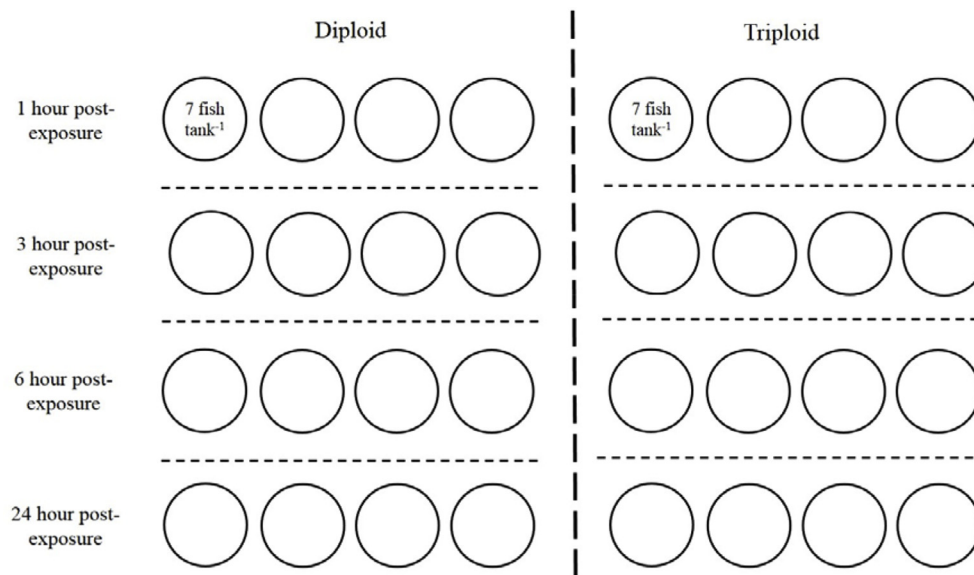 Diploid
Triploid
1 hour post-
exposure
7 fish
tank⁻¹
7 fish
tank⁻¹
3 hour post-
exposure
6 hour post-
exposure
24 hour post-
exposure